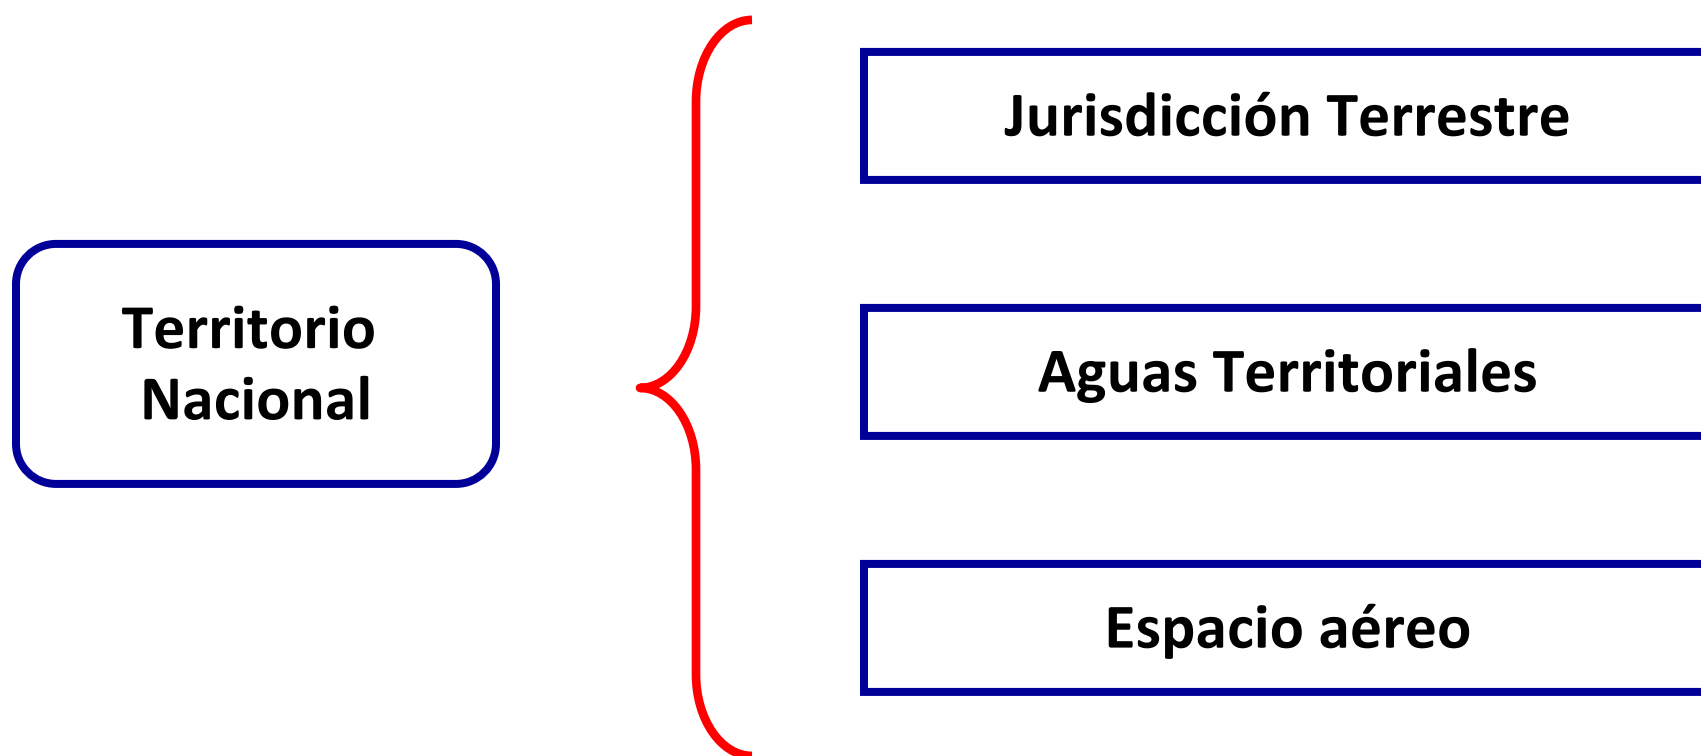 Territorio
Nacional
Jurisdicción Terrestre
Aguas Territoriales
Espacio aéreo